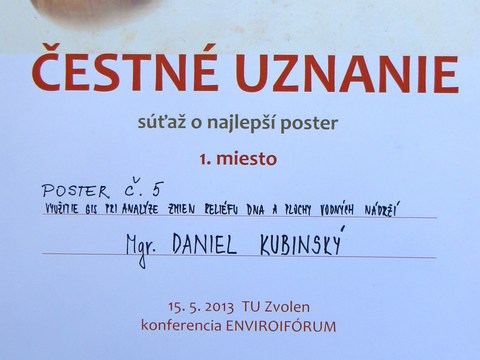 ČESTNÉ UZNANIE
súťaž o najlepší poster
1. miesto
POSTER Č. 5
VYUŽITIE GIS PRI ANALÝZE ZMIEN RELIÉFU DNA A PLOCHY VODNÝCH NÁDRŽÍ
Mgr. DANIEL KUBINSKÝ
15. 5. 2013 TU Zvolen
konferencia ENVIROIFÓRUM